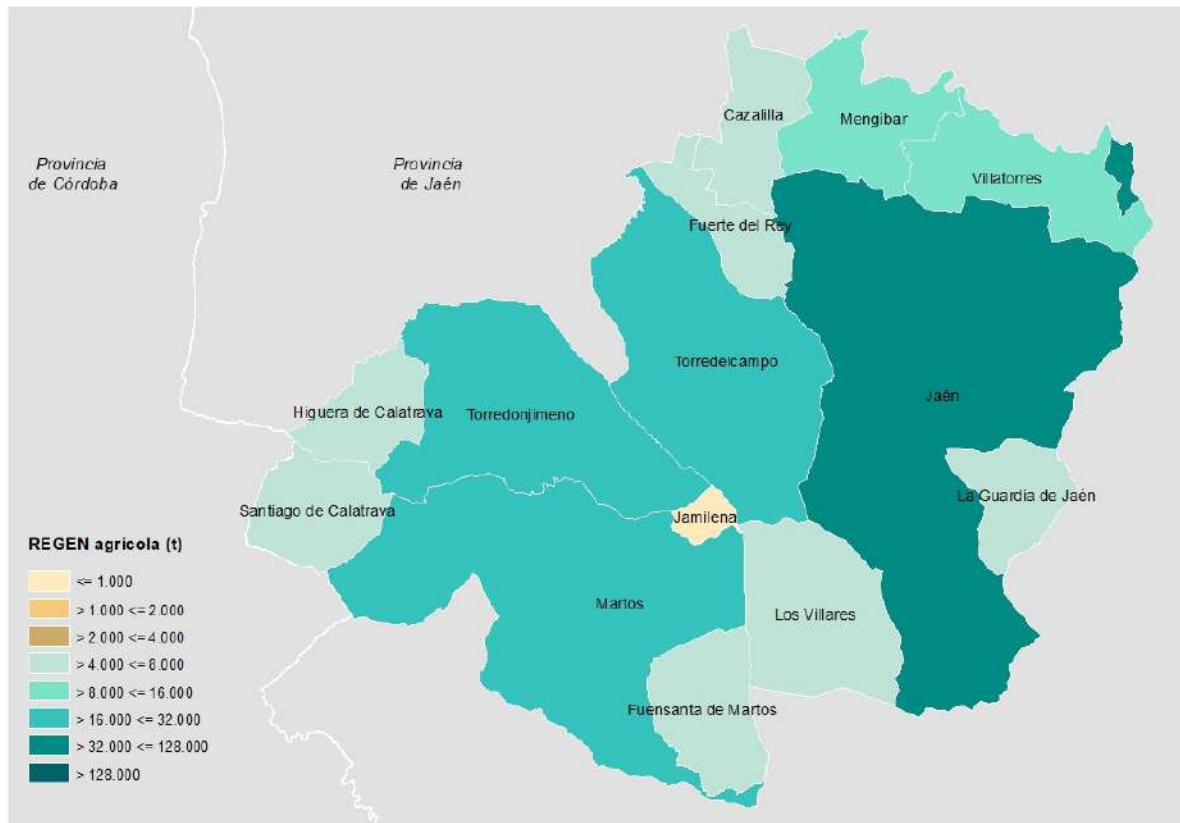 Cazalilla
Mengíbar
Provincia
de Córdoba
Provincia
de Jaén
Villatorres
Fuerte del Rey
Torredelcampo
Jaén
Higuera de Calatrava
Torredonjimeno
La Guardia de Jaén
Santiago de Calatrava
Jamilena
REGEN agrícola (t)
<= 1.000
> 1.000 <= 2.000
> 2.000 <= 4.000
> 4.000 <= 8.000
> 8.000 <= 16.000
> 16.000 <= 32.000
> 32.000 <= 128.000
> 128.000
Martos
Los Villares
Fuensanta de Martos